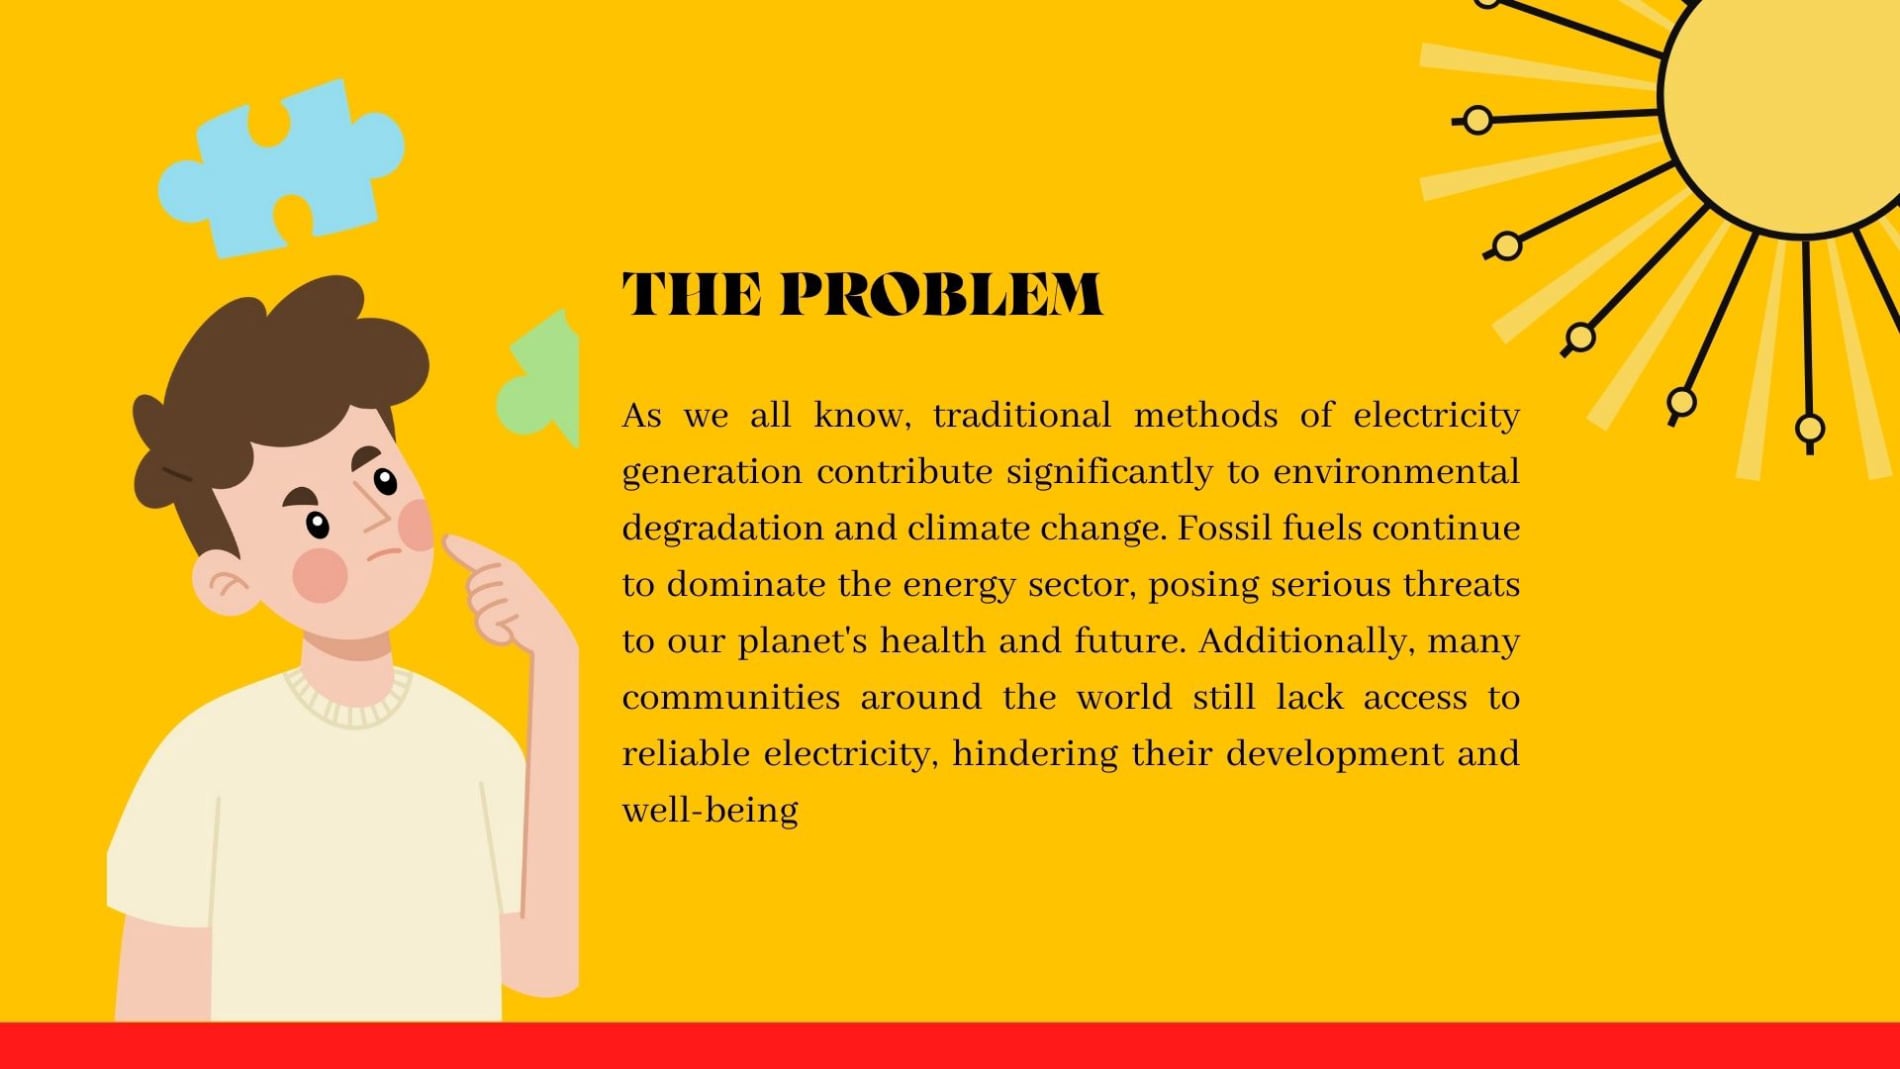 THE PROBLEM
As we all know, traditional methods of electricity
generation contribute significantly to environmental
degradation and climate change. Fossil fuels continue
to dominate the energy sector, posing serious threats
to our planet's health and future. Additionally, many
communities around the world still lack access to
reliable electricity, hindering their development and
well-being